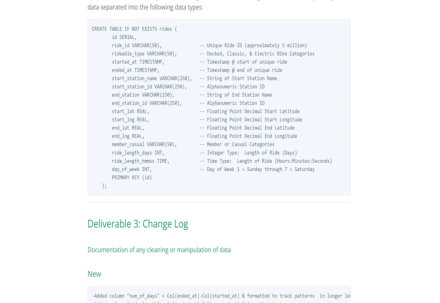 data separated into the following data types:
CREATE TABLE IF NOT EXISTS rides (
id SERIAL,
ride_id VARCHAR(50), -- Unique Ride ID (approximately 5 million)
rideable_type VARCHAR(50), -- Docked, Classic, & Electric Bike Categories
started_at TIMESTAMP, -- Timestamp @ start of unique ride
ended_at TIMESTAMP, -- Timestamp @ end of unique ride
start_station_name VARCHAR(250), -- String of Start Station Name
start_station_id VARCHAR(250), -- Alphanumeric Station ID
end_station VARCHAR(250), -- String of End Station Name
end_station_id VARCHAR(250), -- Alphanumeric Station ID
start_lat REAL, -- Floating Point Decimal Start Latitude
start_lng REAL, -- Floating Point Decimal Start Longitude
end_lat REAL, -- Floating Point Decimal End Latitude
end_lng REAL, -- Floating Point Decimal End Longitude
member_casual VARCHAR(50), -- Member or Casual Categories
ride_length_days INT, -- Integer Type: Length of Ride (Days)
ride_length_hmmss TIME, -- Time Type: Length of Ride (Hours:Minutes:Seconds)
day_of_week INT, -- Day of Week 1 = Sunday through 7 = Saturday
PRIMARY KEY (id)
);
Deliverable 3: Change Log
Documentation of any cleaning or manipulation of data
New
-Added column "num_of_days" = Col(ended_at)-Col(started_at) & formatted to track patterns in longer le